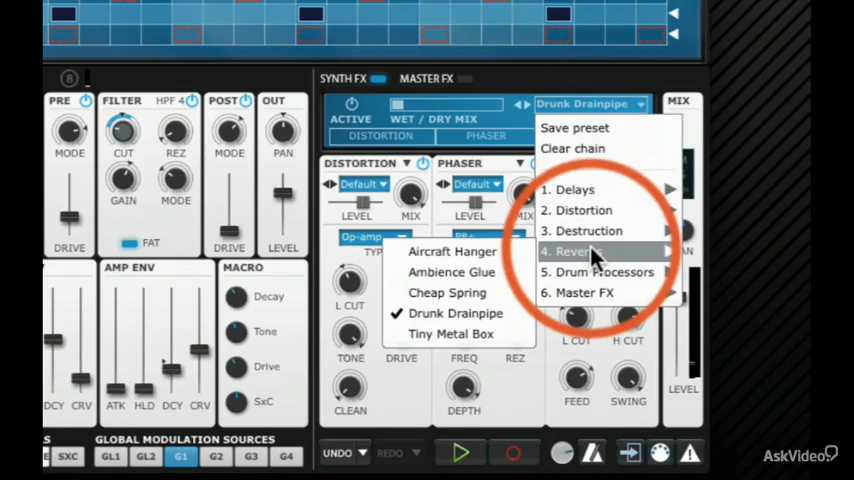 8
SYNTH FX MASTER FX
PRE FILTER HPF 4 POST OUT
MODE CUT REZ MODE PAN
GAIN MODE
DRIVE FAT DRIVE LEVEL
ACTIVE WET / DRY MIX Drunk Drainpipe
DISTORTION PHASER
MIX
Save preset
Clear chain
1. Delays
2. Distortion
3. Destruction
4. Rever
5. Drum Processors
6. Master FX
DISTORTION PHASER
Default Default
LEVEL MIX LEVEL
Op-amp
Aircraft Hanger
Ambience Glue
Cheap Spring
✓ Drunk Drainpipe
Tiny Metal Box
L CUT L CUT H CUT
TONE DRIVE FREQ REZ
CLEAN DEPTH FEED SWING
LEVEL
AMP ENV MACRO
Decay
Tone
Drive
SxC
DCY CRV ATK HLD DCY CRV
GLOBAL MODULATION SOURCES
SXC GL1 GL2 G1 G2 G3 G4
UNDO REDO
AskVideo